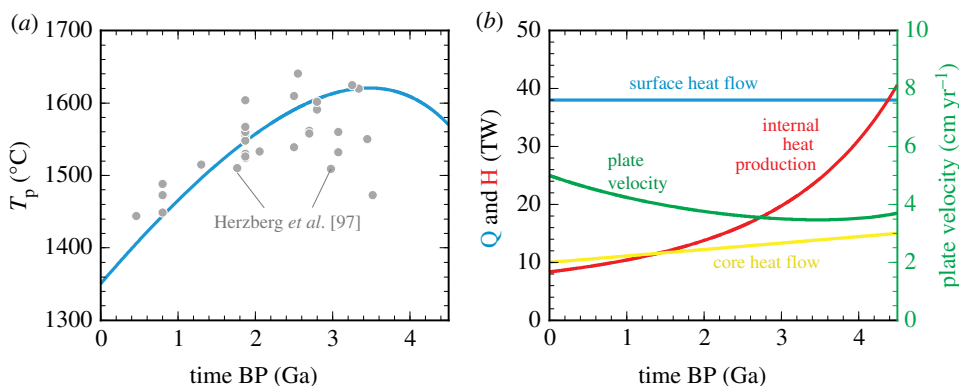 (a)
1700
1600
1500
1400
1300
Tp (°C)
Herzberg et al. [97]
0 1 2 3 4
time BP (Ga)
(b)
50
40
30
20
10
0
Q and H (TW)
surface heat flow
internal
heat
production
plate
velocity
core heat flow
10
8
6
4
2
0
plate velocity (cm yr⁻¹)
0 1 2 3 4
time BP (Ga)